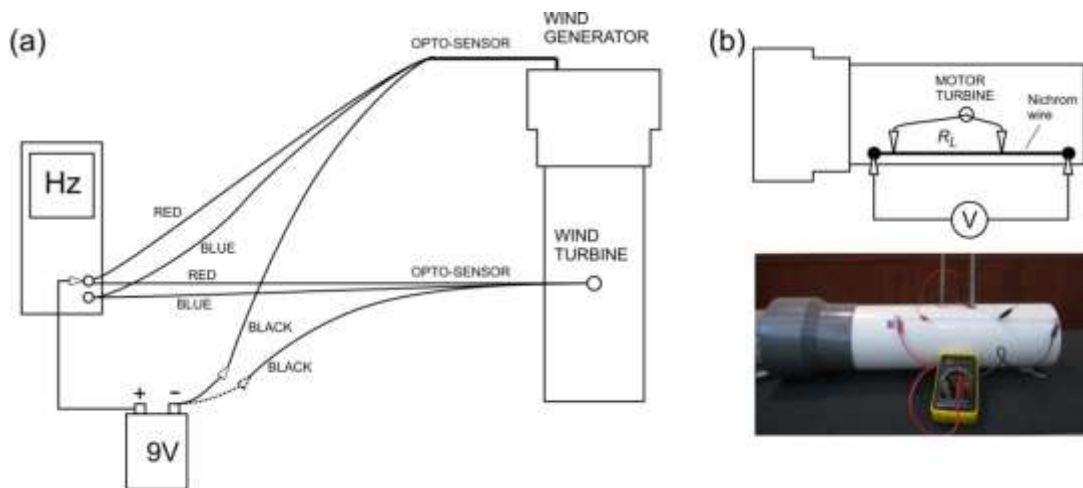 (a)
WIND
GENERATOR
OPTO-SENSOR
Hz
RED
BLUE
WIND
TURBINE
RED
OPTO-SENSOR
BLUE
BLACK
BLACK
+ −
9V
(b)
MOTOR
TURBINE
Nichrom
wire
R_L
V